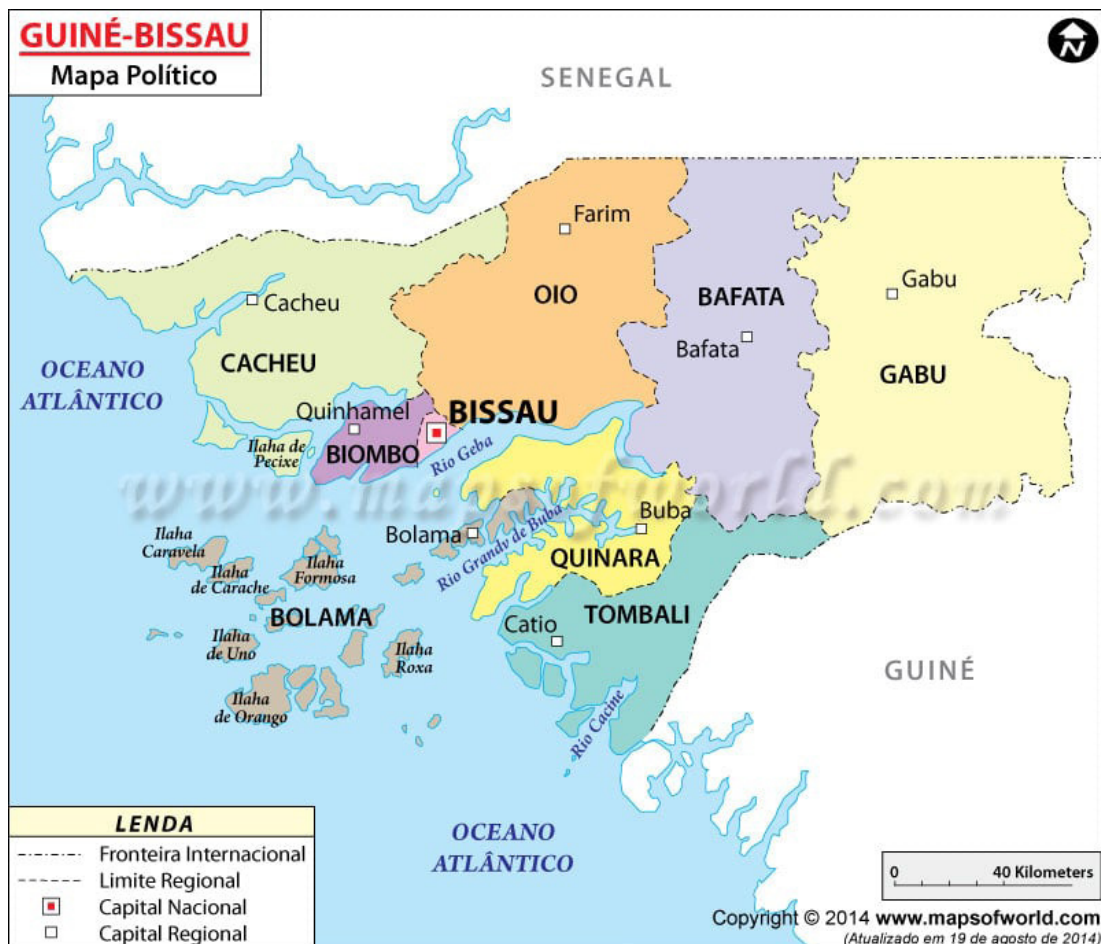 GUINÉ-BISSAU
Mapa Político
N
SENEGAL
Farim
Gabu
OIO
BAFATA
Cacheu
Bafata
GABU
CACHEU
OCEANO
ATLÂNTICO
Quinhamel
BISSAU
BIOMBO
Rio Geba
Ilaha de
Pecixe
www.mapsofworld.com
Bolama
Buba
Rio Grandv de Buba
QUINARA
Ilaha
Caravela
Ilaha
de Carache
Ilaha
Formosa
BOLAMA
TOMBALI
Catio
Ilaha
de Uno
Ilaha
Roxa
GUINÉ
Ilaha
de Orango
Rio Cacine
OCEANO
ATLÂNTICO
LENDA
Fronteira Internacional
Limite Regional
Capital Nacional
Capital Regional
0 40 Kilometers
Copyright © 2014 www.mapsofworld.com
(Atualizado em 19 de agosto de 2014)